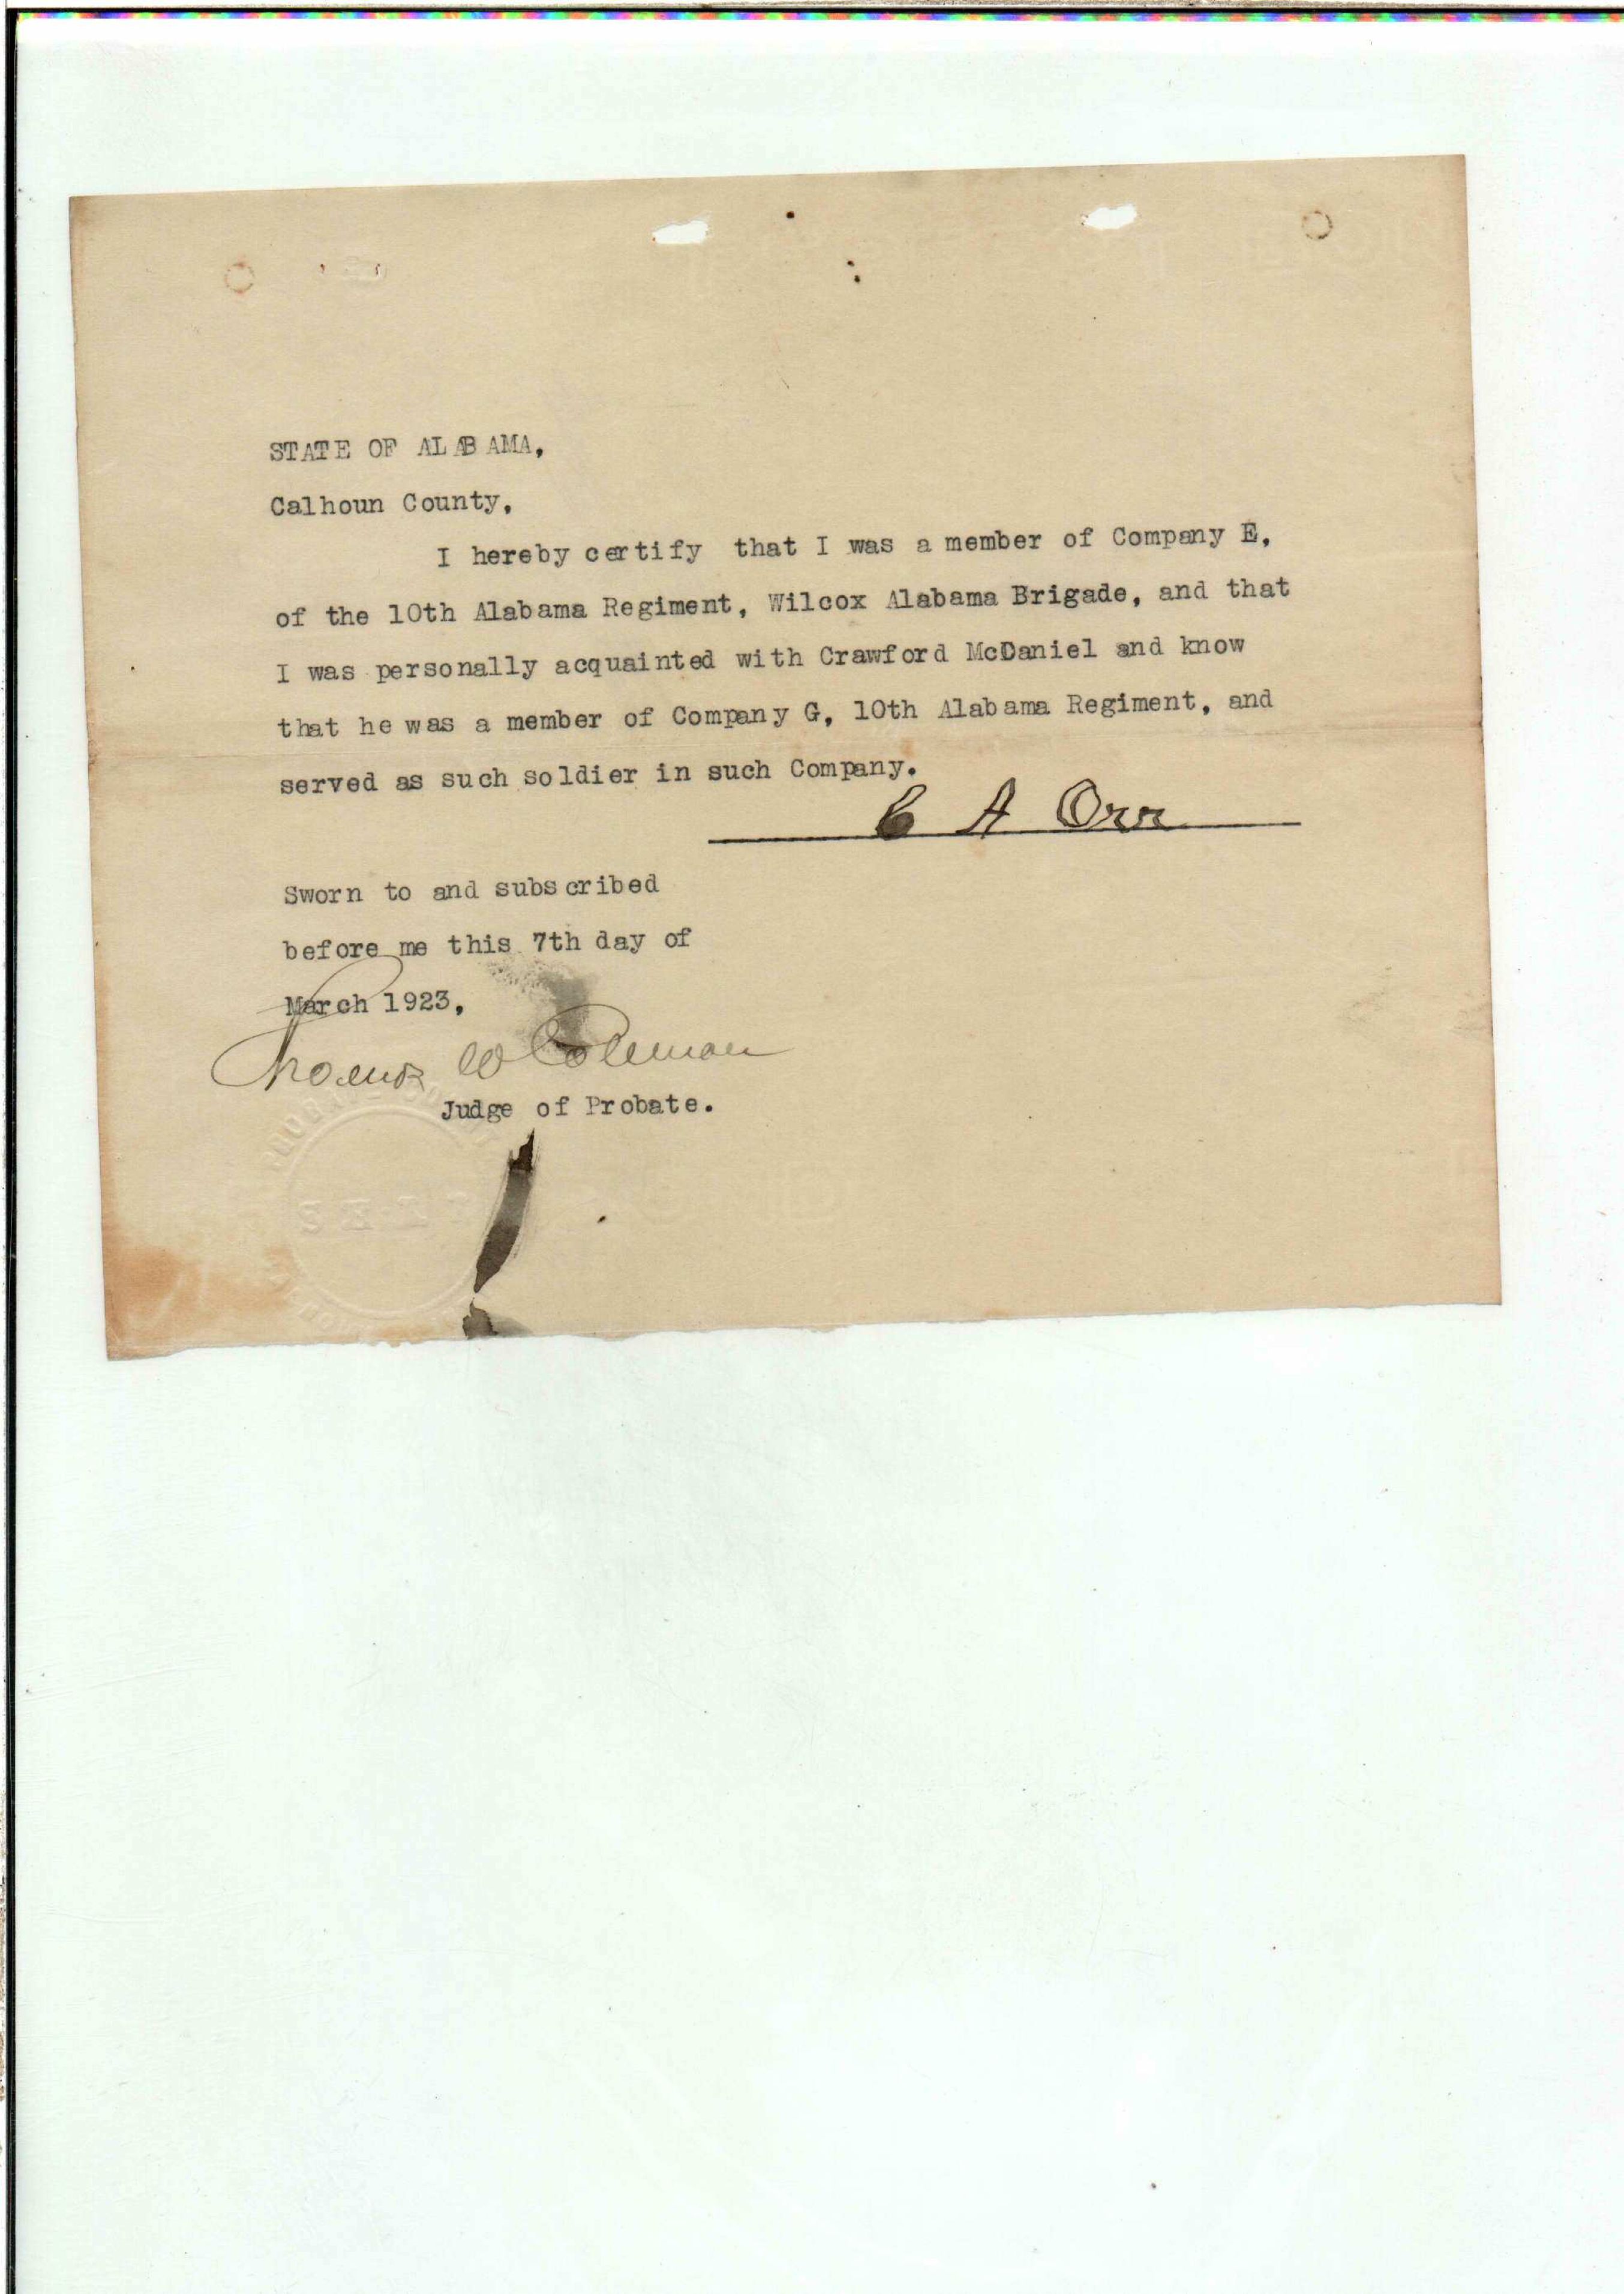 STATE OF ALABAMA,
Calhoun County,
I hereby certify that I was a member of Company E,
of the 10th Alabama Regiment, Wilcox Alabama Brigade, and that
I was personally acquainted with Crawford McDaniel and know
that he was a member of Company G, 10th Alabama Regiment, and
served as such soldier in such Company.
C A Orr
Sworn to and subscribed
before me this 7th day of
March 1923,
W Coleman
Judge of Probate.